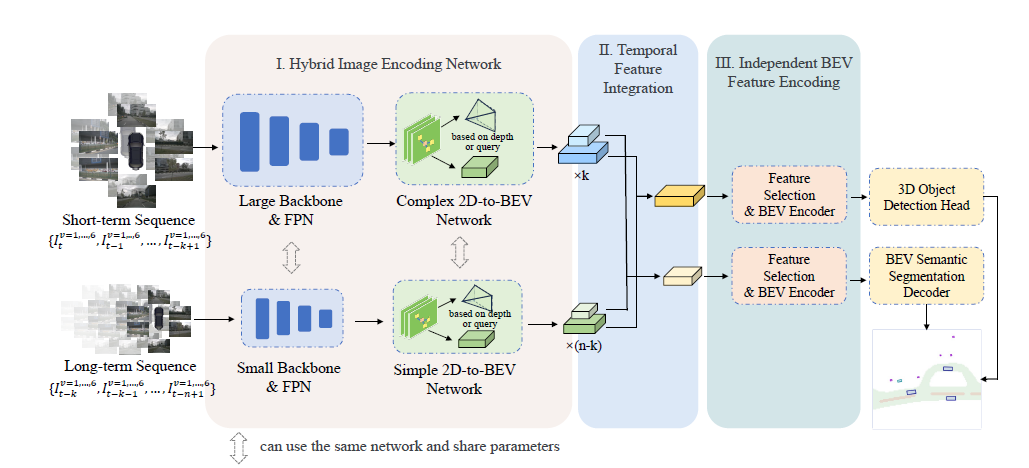 I. Hybrid Image Encoding Network
II. Temporal
Feature
Integration
III. Independent BEV
Feature Encoding
based on depth
or query
×k
Large Backbone
& FPN
Complex 2D-to-BEV
Network
Short-term Sequence
{I_t^{v=1,...,6}, I_{t-1}^{v=1,...,6}, ..., I_{t-k+1}^{v=1,...,6}}
Feature
Selection
& BEV Encoder
3D Object
Detection Head
Feature
Selection
& BEV Encoder
BEV Semantic
Segmentation
Decoder
based on depth
or query
×(n-k)
Long-term Sequence
{I_{t-k}^{v=1,...,6}, I_{t-k-1}^{v=1,...,6}, ..., I_{t-n+1}^{v=1,...,6}}
Small Backbone
& FPN
Simple 2D-to-BEV
Network
can use the same network and share parameters